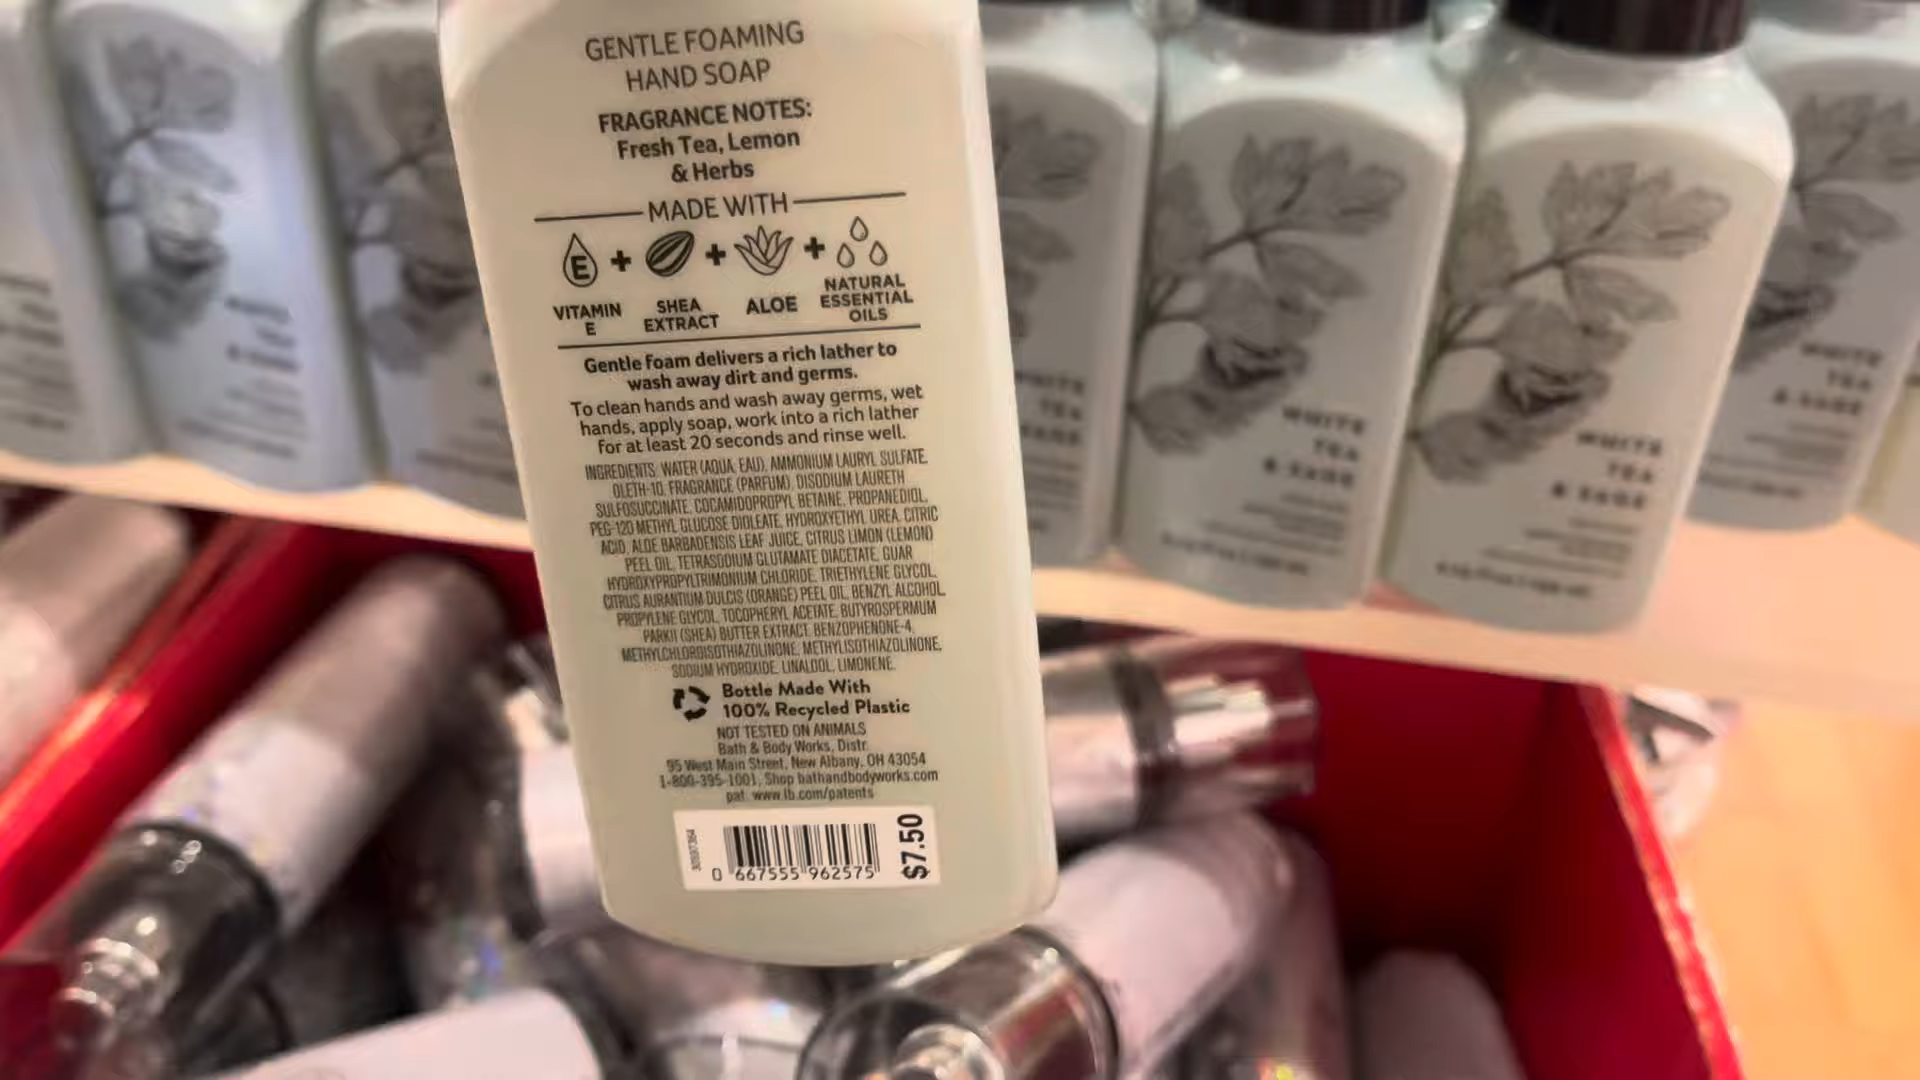 GENTLE FOAMING
HAND SOAP
FRAGRANCE NOTES:
Fresh Tea, Lemon
& Herbs
MADE WITH
E + + +
VITAMIN
E
SHEA
EXTRACT
ALOE
NATURAL
ESSENTIAL
OILS
Gentle foam delivers a rich lather to
wash away dirt and germs.
To clean hands and wash away germs, wet
hands, apply soap, work into a rich lather
for at least 20 seconds and rinse well.
INGREDIENTS: WATER (AQUA, EAU), AMMONIUM LAURYL SULFATE,
OLETH-10, FRAGRANCE (PARFUM), DISODIUM LAURETH
SULFOSUCCINATE, COCAMIDOPROPYL BETAINE, PROPANEDIOL,
PEG-120 METHYL GLUCOSE DIOLEATE, HYDROXYETHYL UREA, CITRIC
ACID, ALOE BARBADENSIS LEAF JUICE, CITRUS LIMON (LEMON)
PEEL OIL, TETRASODIUM GLUTAMATE DIACETATE, GUAR
HYDROXYPROPYLTRIMONIUM CHLORIDE, TRIETHYLENE GLYCOL,
CITRUS AURANTIUM DULCIS (ORANGE) PEEL OIL, BENZYL ALCOHOL,
PROPYLENE GLYCOL, TOCOPHERYL ACETATE, BUTYROSPERMUM
PARKII (SHEA) BUTTER EXTRACT, BENZOPHENONE-4,
METHYLCHLOROISOTHIAZOLINONE, METHYLISOTHIAZOLINONE,
SODIUM HYDROXIDE, LINALOOL, LIMONENE.
Bottle Made With
100% Recycled Plastic
NOT TESTED ON ANIMALS
Bath & Body Works, Distr.
95 West Main Street, New Albany, OH 43054
1-800-395-1001, Shop bathandbodyworks.com
pat. www.lb.com/patents
0 667555 962575
$7.50
WHITE
TEA
& SAGE
WHITE
TEA
& SAGE
WHITE
TEA
& SAGE
WHITE
TEA
& SAGE